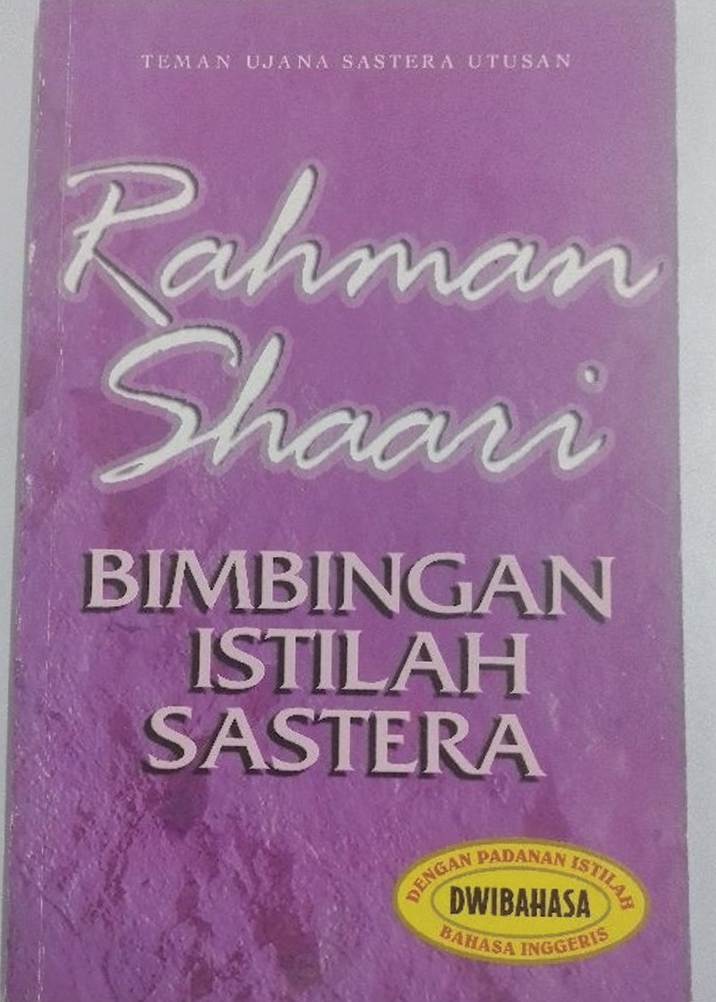 TEMAN UJANA SASTERA UTUSAN
Rahman
Shaari
BIMBINGAN
ISTILAH
SASTERA
DENGAN PADANAN ISTILAH
DWIBAHASA
BAHASA INGGERIS